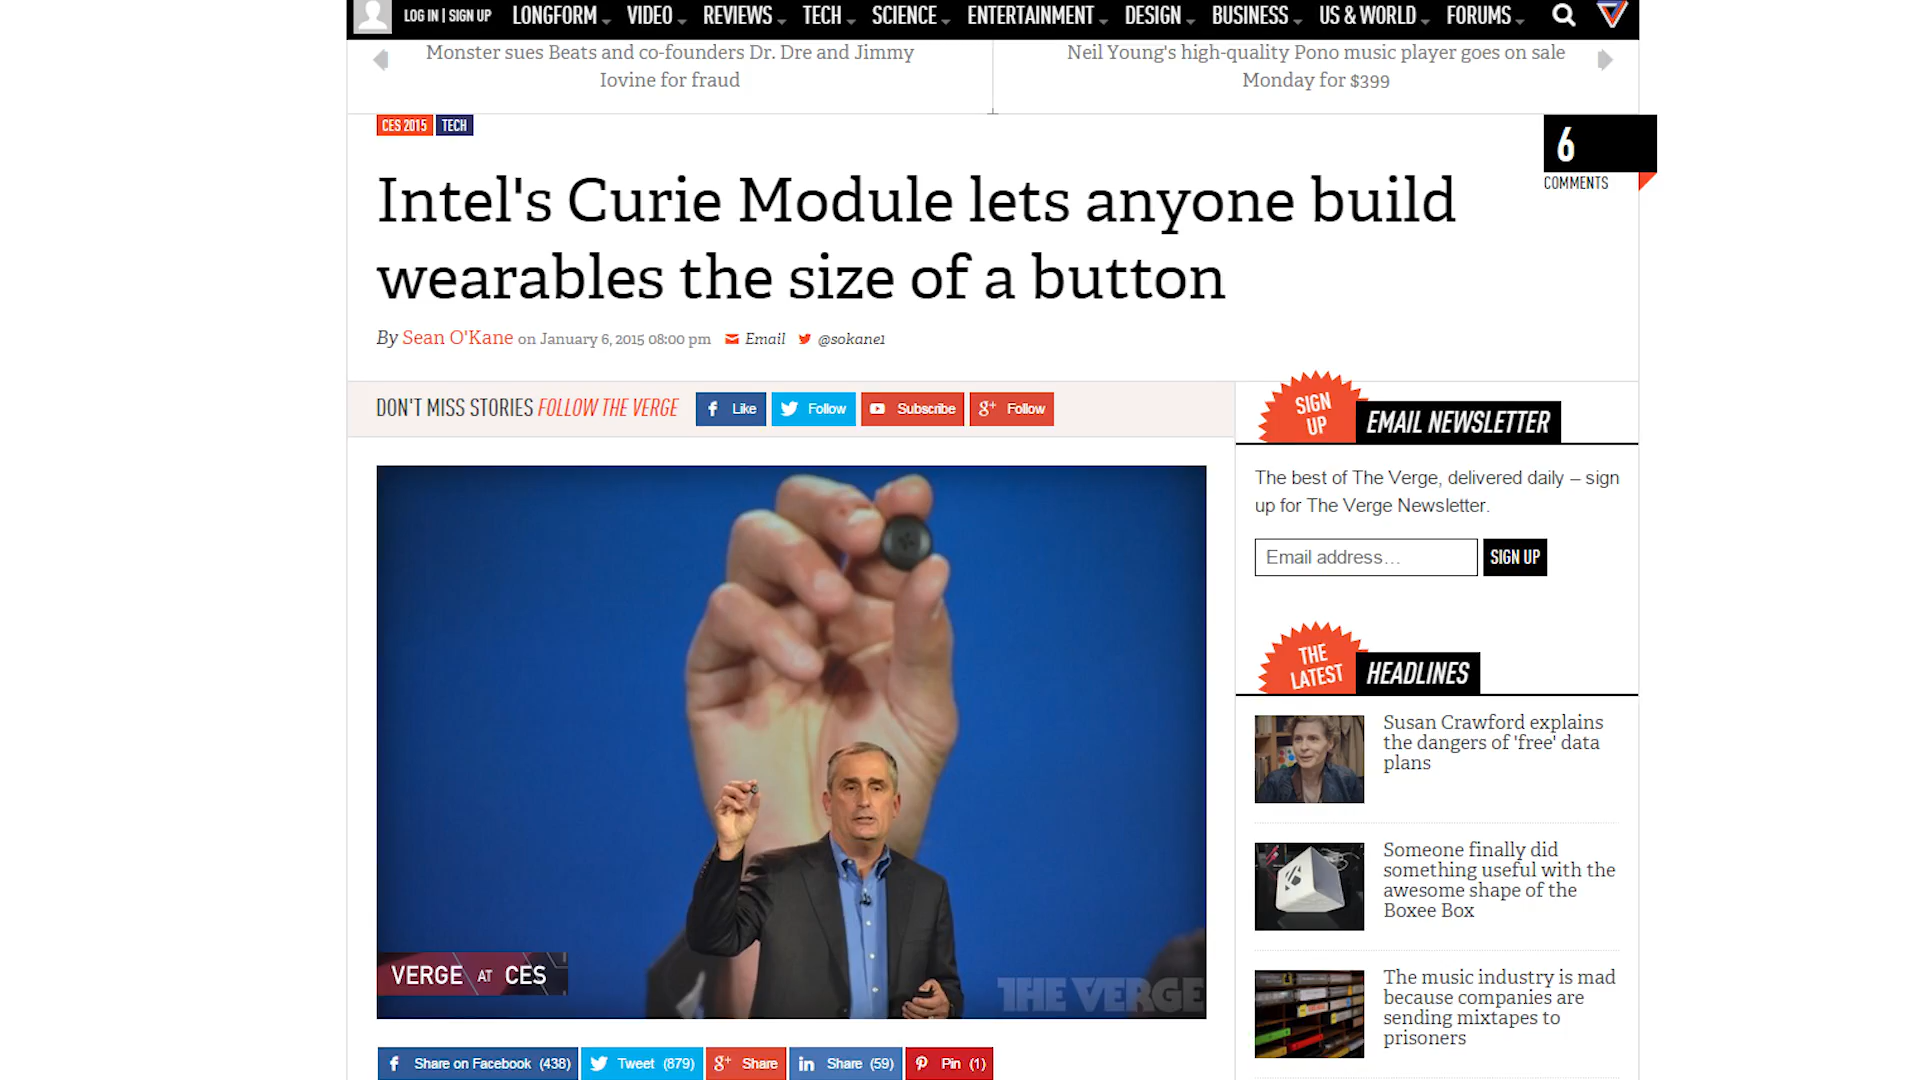 LOG IN | SIGN UP LONGFORM VIDEO REVIEWS TECH SCIENCE ENTERTAINMENT DESIGN BUSINESS US & WORLD FORUMS
Monster sues Beats and co-founders Dr. Dre and Jimmy
Iovine for fraud
Neil Young's high-quality Pono music player goes on sale
Monday for $399
CES 2015 TECH
6
COMMENTS
Intel's Curie Module lets anyone build
wearables the size of a button
By Sean O'Kane on January 6, 2015 08:00 pm Email @sokane1
DON'T MISS STORIES FOLLOW THE VERGE Like Follow Subscribe g+ Follow
VERGE AT CES
THE VERGE
Share on Facebook (438) Tweet (879) g+ Share in Share (59) Pin (1)
SIGN
UP
EMAIL NEWSLETTER
The best of The Verge, delivered daily – sign
up for The Verge Newsletter.
Email address… SIGN UP
THE
LATEST
HEADLINES
Susan Crawford explains
the dangers of 'free' data
plans
Someone finally did
something useful with the
awesome shape of the
Boxee Box
The music industry is mad
because companies are
sending mixtapes to
prisoners